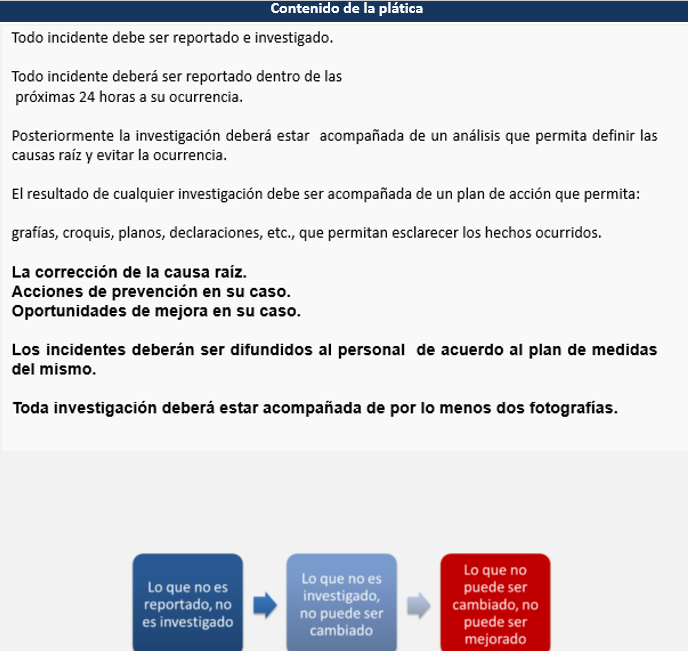 Contenido de la plática
Todo incidente debe ser reportado e investigado.
Todo incidente deberá ser reportado dentro de las
próximas 24 horas a su ocurrencia.
Posteriormente la investigación deberá estar acompañada de un análisis que permita definir las
causas raíz y evitar la ocurrencia.
El resultado de cualquier investigación debe ser acompañada de un plan de acción que permita:
grafías, croquis, planos, declaraciones, etc., que permitan esclarecer los hechos ocurridos.
La corrección de la causa raíz.
Acciones de prevención en su caso.
Oportunidades de mejora en su caso.
Los incidentes deberán ser difundidos al personal de acuerdo al plan de medidas
del mismo.
Toda investigación deberá estar acompañada de por lo menos dos fotografías.
Lo que no es
reportado, no
es investigado
Lo que no es
investigado,
no puede ser
cambiado
Lo que no
puede ser
cambiado, no
puede ser
mejorado